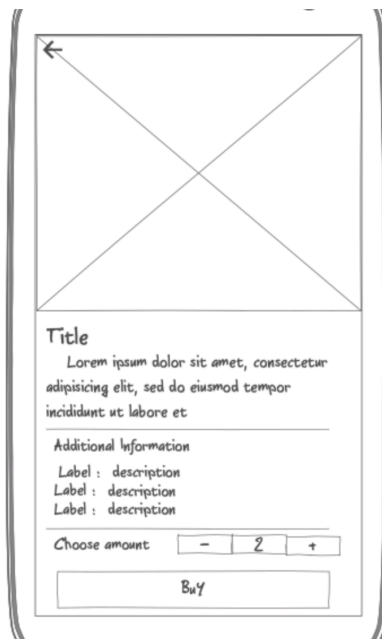 Title
Lorem ipsum dolor sit amet, consectetur
adipisicing elit, sed do eiusmod tempor
incididunt ut labore et
Additional Information
Label : description
Label : description
Label : description
Choose amount - 2 +
Buy